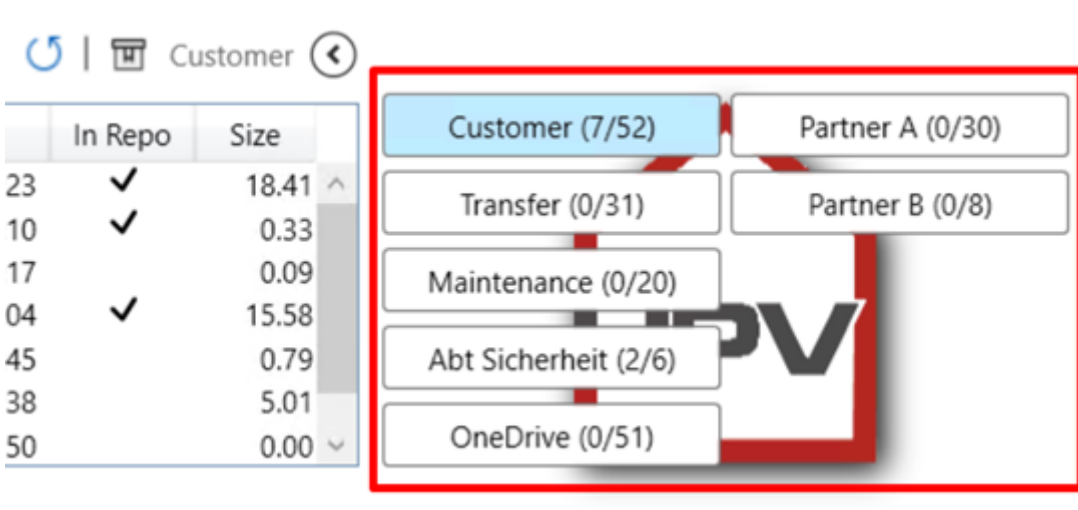 Customer
In Repo Size
23 18.41
10 0.33
17 0.09
04 15.58
45 0.79
38 5.01
50 0.00
Customer (7/52) Partner A (0/30)
Transfer (0/31) Partner B (0/8)
Maintenance (0/20)
Abt Sicherheit (2/6)
OneDrive (0/51)